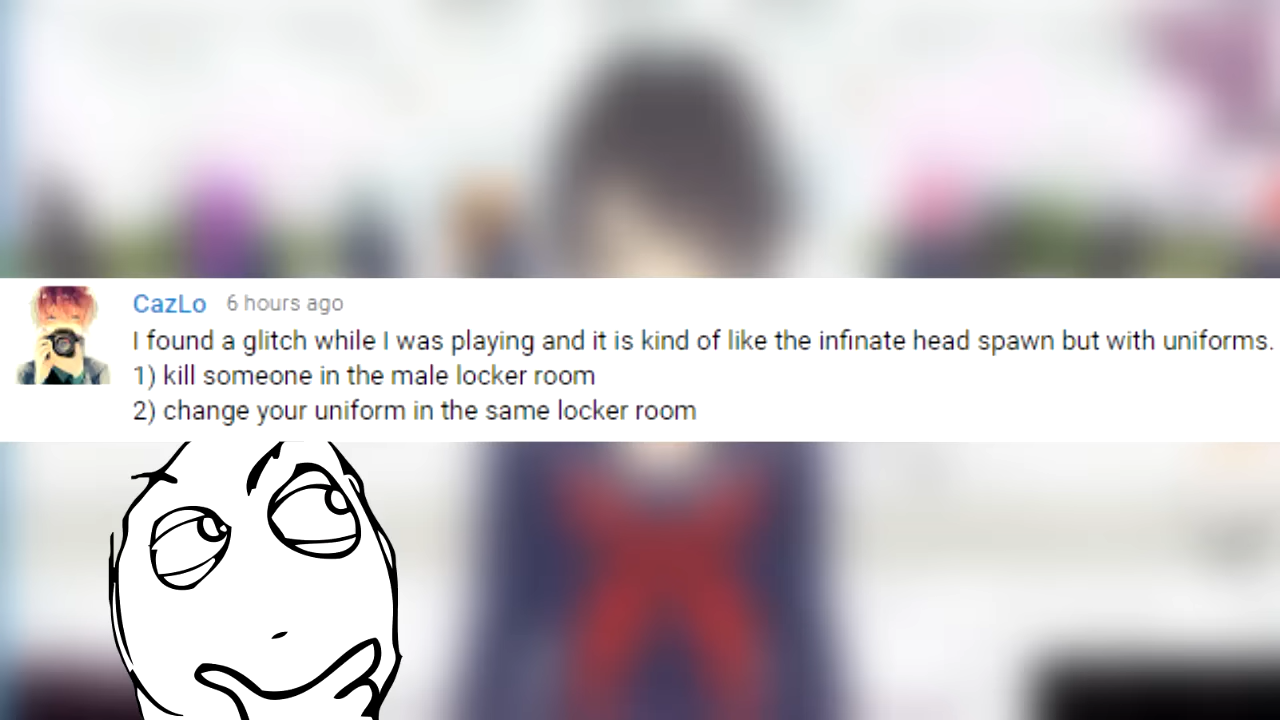 CazLo 6 hours ago
I found a glitch while I was playing and it is kind of like the infinate head spawn but with uniforms.
1) kill someone in the male locker room
2) change your uniform in the same locker room